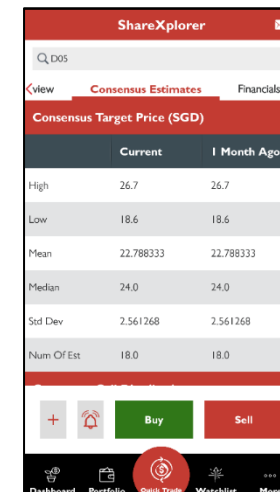 ShareXplorer
D05
view Consensus Estimates Financials
Consensus Target Price (SGD)
Current 1 Month Ago
High 26.7 26.7
Low 18.6 18.6
Mean 22.788333 22.788333
Median 24.0 24.0
Std Dev 2.561268 2.561268
Num Of Est 18.0 18.0
+ Buy Sell
Dashboard Portfolio Quick Trade Watchlist More